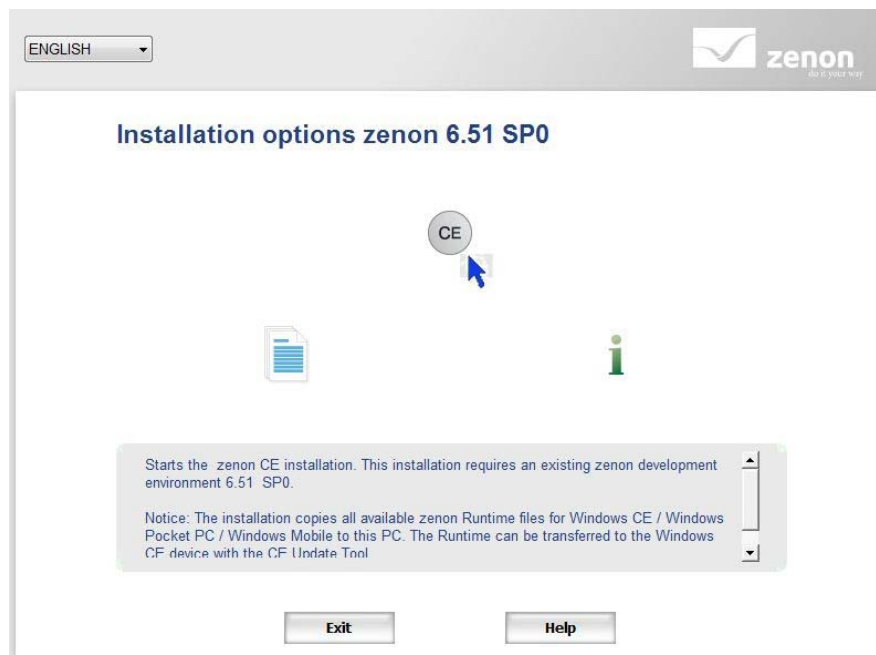 ENGLISH
zenon
do it your way
Installation options zenon 6.51 SP0
CE
i
Starts the zenon CE installation. This installation requires an existing zenon development
environment 6.51 SP0.
Notice: The installation copies all available zenon Runtime files for Windows CE / Windows
Pocket PC / Windows Mobile to this PC. The Runtime can be transferred to the Windows
CE device with the CE Update Tool
Exit
Help